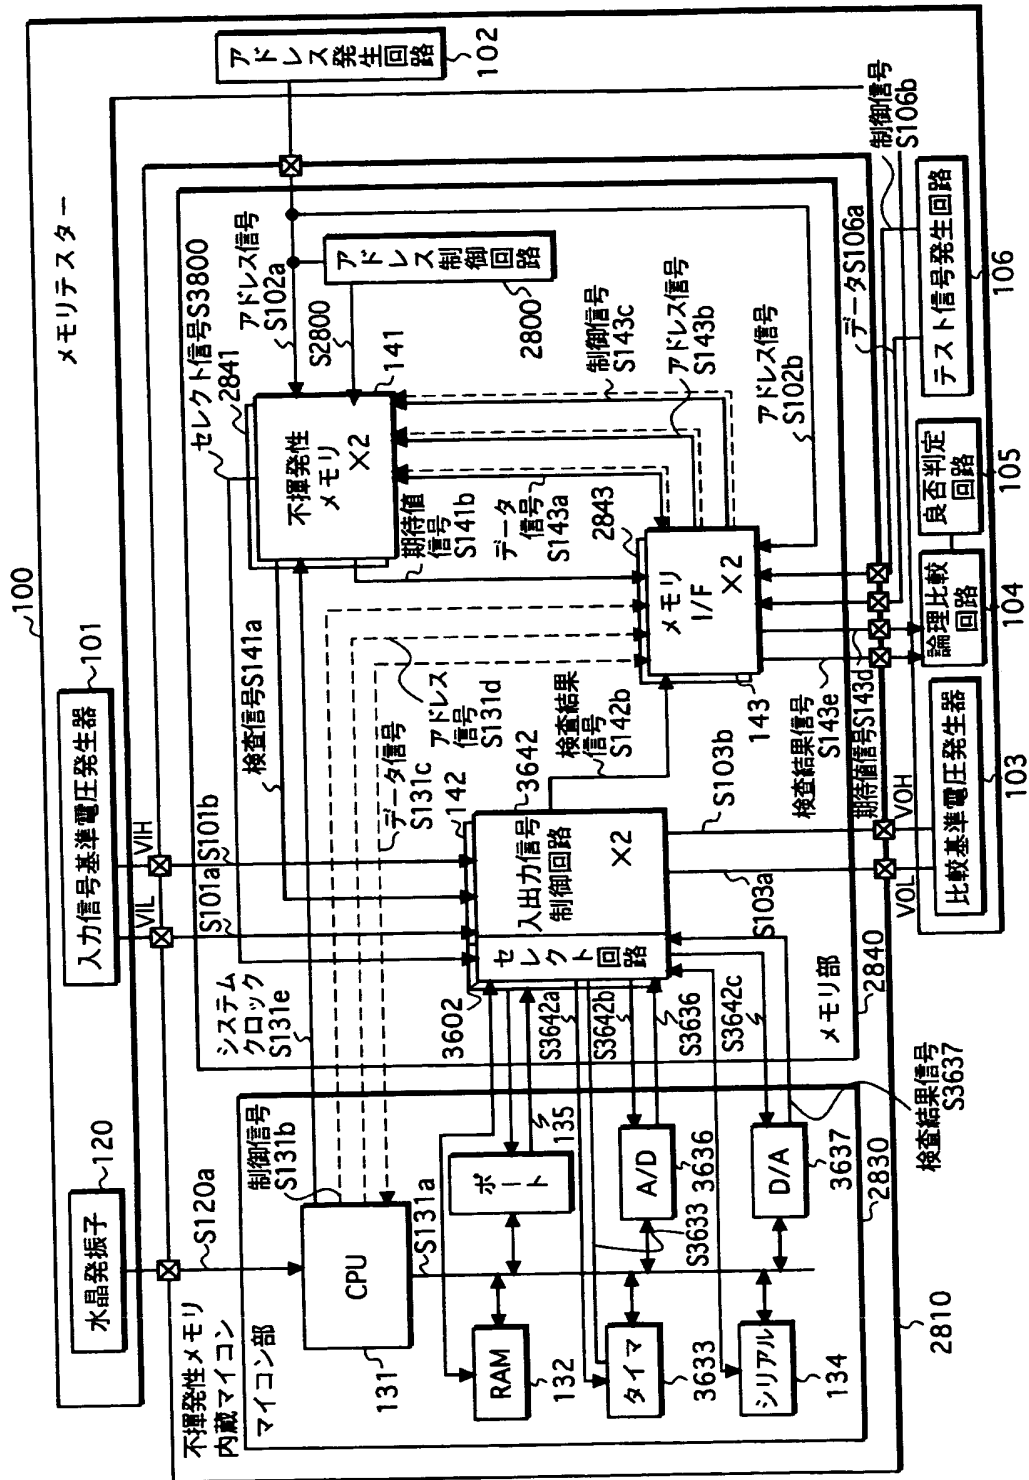 100
メモリテスター
水晶発振子
120
入力信号基準電圧発生器
101
アドレス発生回路
102
S120a
VIL
VIH
S101a
S101b
不揮発性メモリ
内蔵マイコン
マイコン部
システム
クロック
S131e
検査信号S141a
セレクト信号S3800
2841
アドレス信号
S102a
S2800
アドレス制御回路
2800
不揮発性
メモリ
×2
141
制御信号
S131b
CPU
131
データ信号
S131c
アドレス
信号
S131d
期待値
信号
S141b
データ
信号
S143a
制御信号
S143c
アドレス信号
S143b
アドレス信号
S102b
142
3602
セレクト回路
入出力信号
制御回路
×2
3642
検査結果
信号
S142b
2843
メモリ
I/F
×2
143
S131a
ポート
135
RAM
132
S3642a
S3642b
S3636
S3642c
A/D
3636
タイマ
3633
S3633
D/A
3637
シリアル
134
検査結果信号
S3637
S103a
S103b
検査結果信号
S143e
期待値信号S143d
データS106a
制御信号
S106b
メモリ部
2840
2830
2810
VOL
VOH
比較基準電圧発生器
103
論理比較
回路
104
良否判定
回路
105
テスト信号発生回路
106